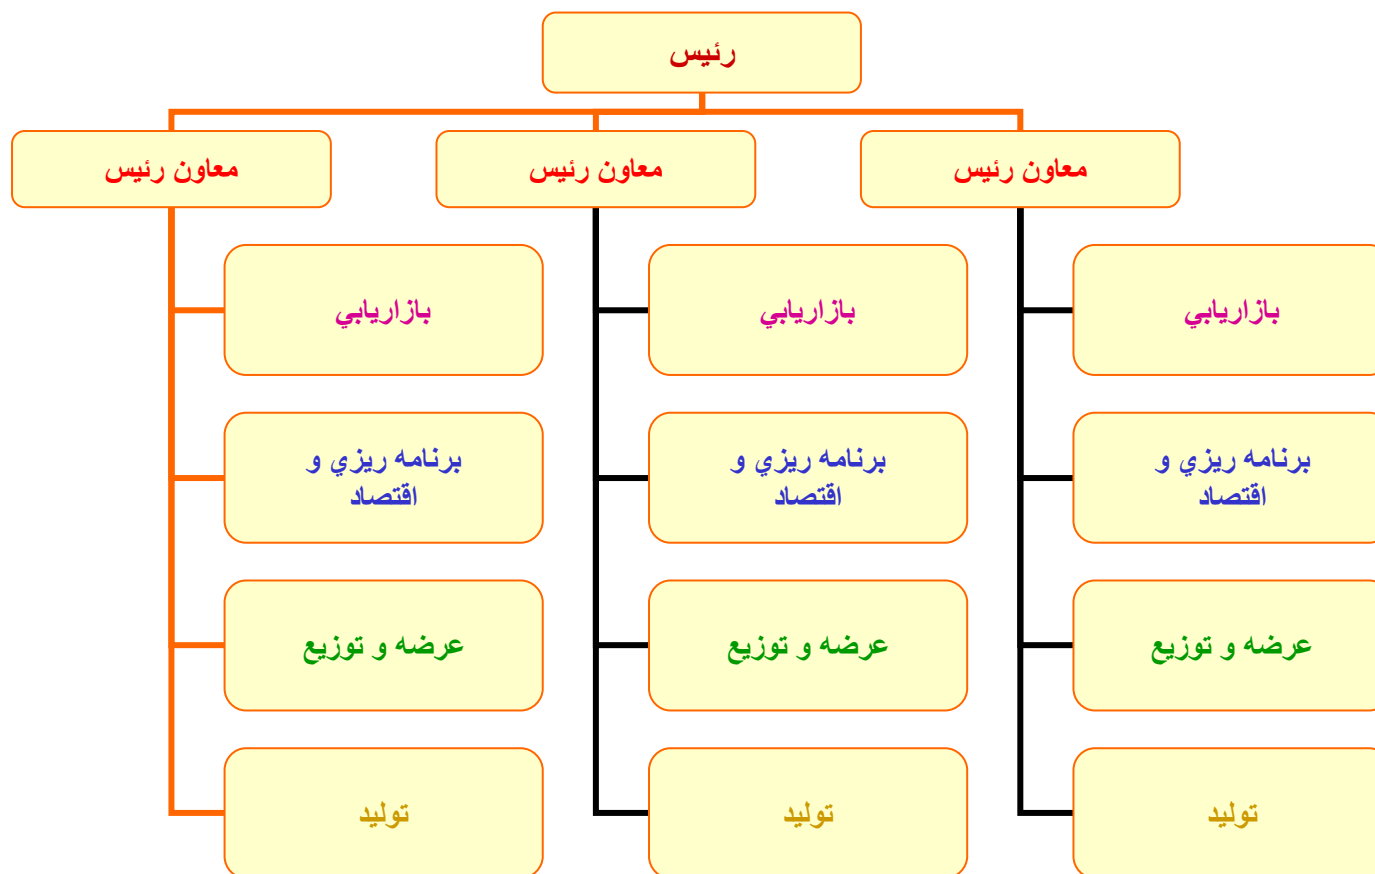 رئيس
معاون رئيس
معاون رئيس
معاون رئيس
بازاريابي
بازاريابي
بازاريابي
برنامه ريزي و
اقتصاد
برنامه ريزي و
اقتصاد
برنامه ريزي و
اقتصاد
عرضه و توزيع
عرضه و توزيع
عرضه و توزيع
توليد
توليد
توليد